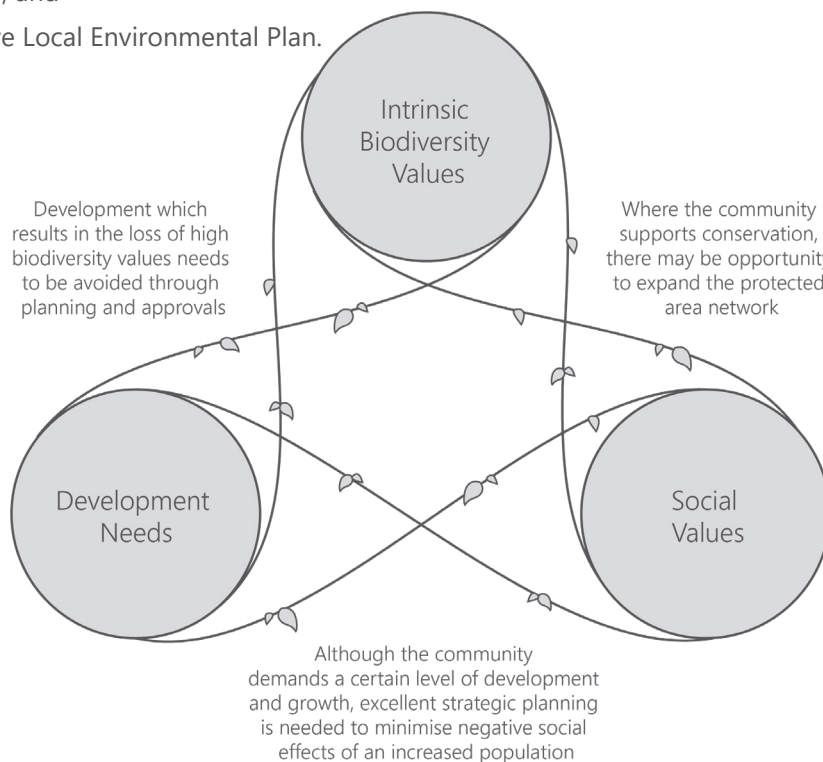 , and
e Local Environmental Plan.
Intrinsic
Biodiversity
Values
Development which
results in the loss of high
biodiversity values needs
to be avoided through
planning and approvals
Where the community
supports conservation,
there may be opportunity
to expand the protected
area network
Development
Needs
Social
Values
Although the community
demands a certain level of development
and growth, excellent strategic planning
is needed to minimise negative social
effects of an increased population